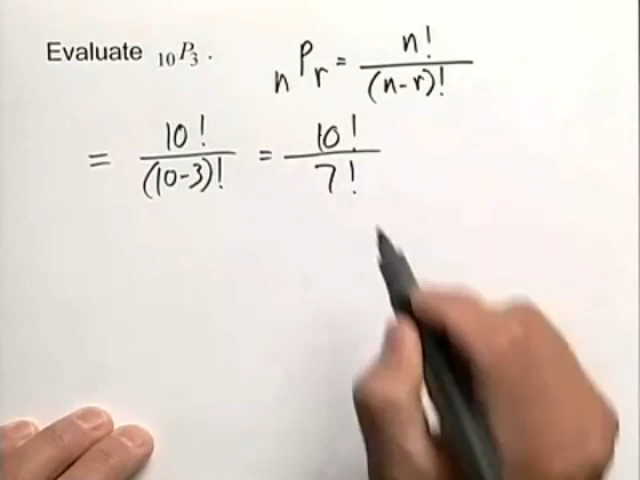 Evaluate ₁₀P₃ .
ₙPᵣ = n! / (n-r)!
= 10! / (10-3)! = 10! / 7!